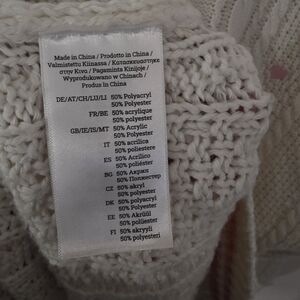 Made in China / Prodotto in China /
Valmistettu Kiinassa / Κατασκευάστηκε
στην Κίνα / Pagaminta Kinijoje /
Wyprodukowano w Chinach /
Produs in China
DE/AT/CH/LI/LU 50% Polyacryl
50% Polyester
FR/BE 50% acrylique
50% polyester
GB/IE/IS/MT 50% Acrylic
50% Polyester
IT 50% acrilica
50% poliestere
ES 50% Acrílico
50% poliéster
BG 50% Акрил
50% Полиестер
CZ 50% akryl
50% polyester
DK 50% polyacryl
50% polyester
EE 50% Akrüül
50% polüester
FI 50% akryyli
50% polyesteri